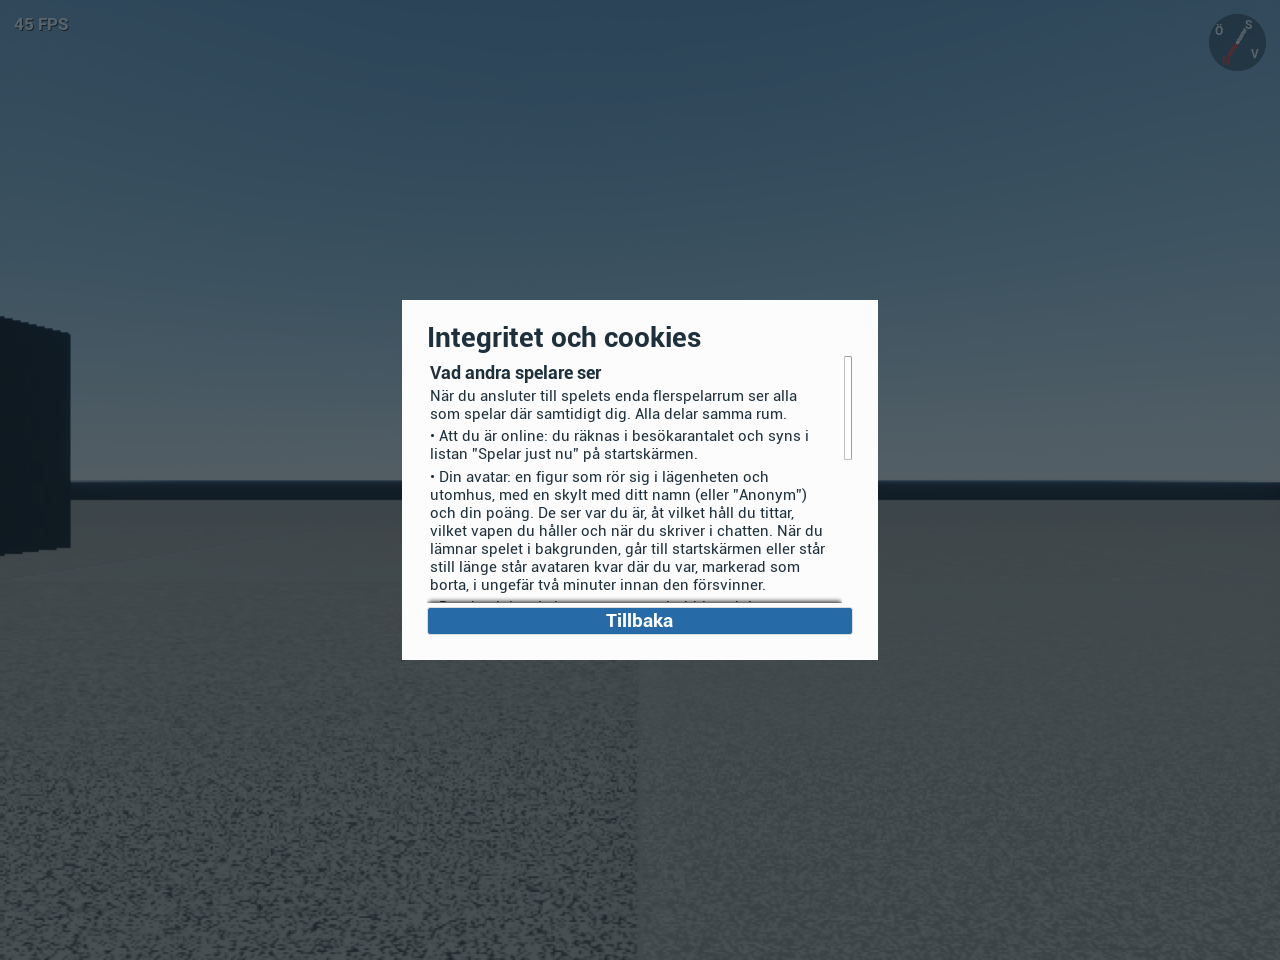 45 FPS
Ö S
V
Integritet och cookies
Vad andra spelare ser
När du ansluter till spelets enda flerspelarrum ser alla
som spelar där samtidigt dig. Alla delar samma rum.
• Att du är online: du räknas i besökarantalet och syns i
listan "Spelar just nu" på startskärmen.
• Din avatar: en figur som rör sig i lägenheten och
utomhus, med en skylt med ditt namn (eller "Anonym")
och din poäng. De ser var du är, åt vilket håll du tittar,
vilket vapen du håller och när du skriver i chatten. När du
lämnar spelet i bakgrunden, går till startskärmen eller står
still länge står avataren kvar där du var, markerad som
borta, i ungefär två minuter innan den försvinner.
Tillbaka